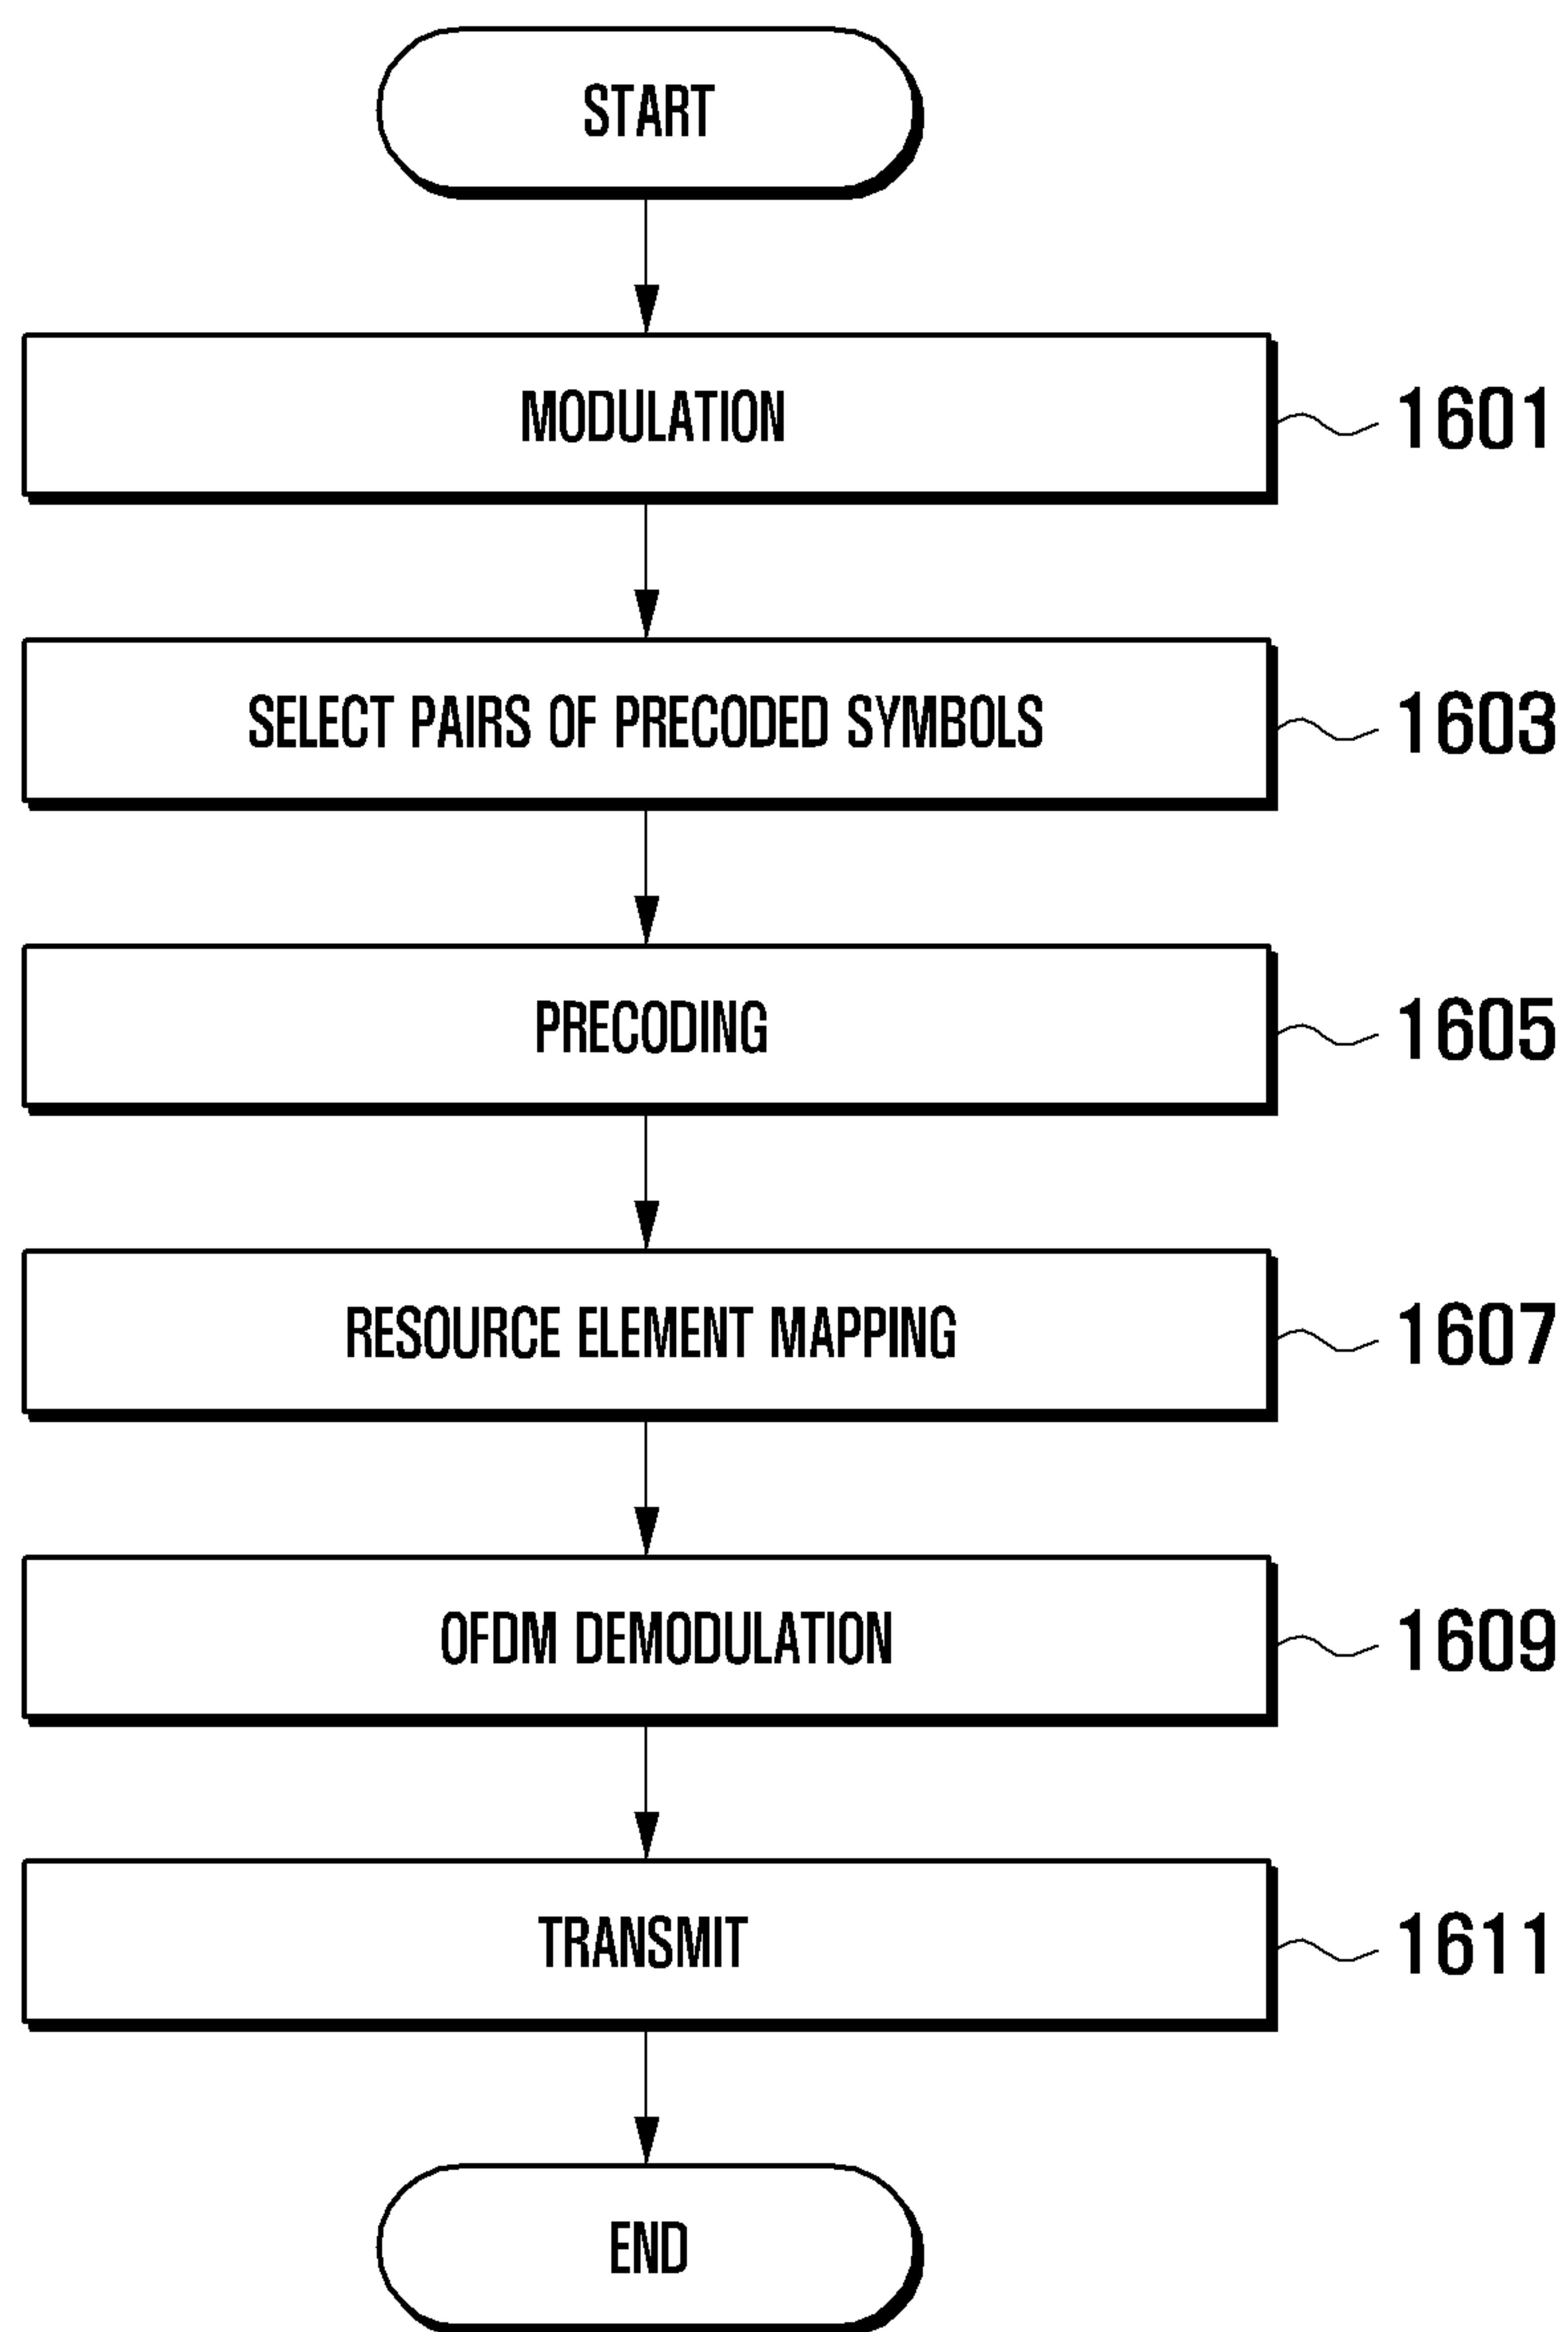 START
MODULATION
1601
SELECT PAIRS OF PRECODED SYMBOLS
1603
PRECODING
1605
RESOURCE ELEMENT MAPPING
1607
OFDM DEMODULATION
1609
TRANSMIT
1611
END